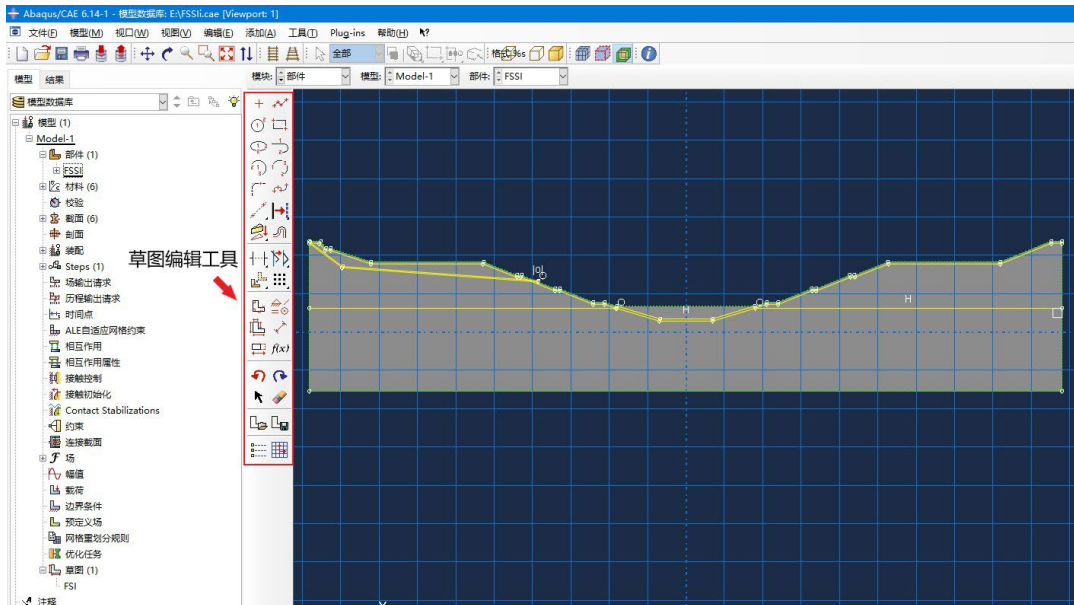 Abaqus/CAE 6.14-1 - 模型数据库: E:\FSSIi.cae [Viewport: 1]
文件(F) 模型(M) 视口(W) 视图(V) 编辑(E) 添加(A) 工具(T) Plug-ins 帮助(H)
全部
模型 结果 模块: 部件 模型: Model-1 部件: FSSI
模型数据库
模型 (1)
Model-1
部件 (1)
FSSI
材料 (6)
校验
截面 (6)
剖面
装配
Steps (1)
场输出请求
历程输出请求
时间点
ALE自适应网格约束
相互作用
相互作用属性
接触控制
接触初始化
Contact Stabilizations
约束
连接截面
场
幅值
载荷
边界条件
预定义场
网格重划分规则
优化任务
草图 (1)
FSI
注释
草图编辑工具
f(x)
H
H